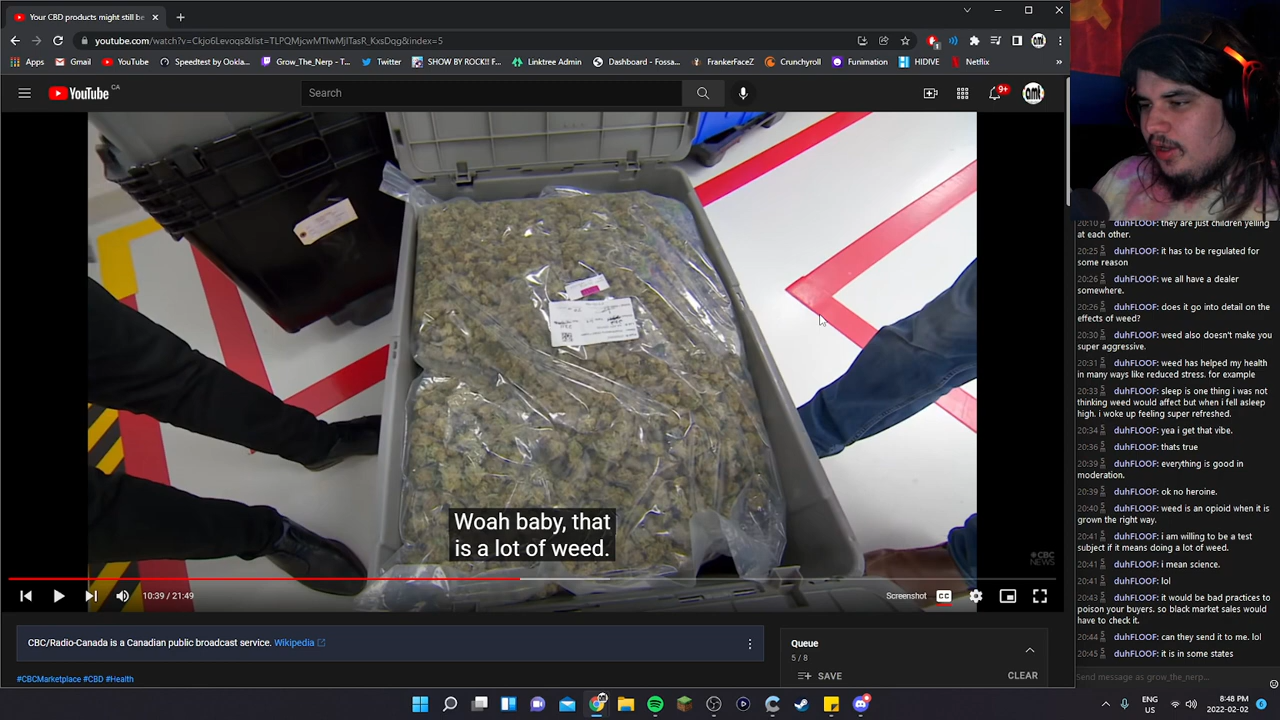 Your CBD products might still be
youtube.com/watch?v=Ckjo6Levoqs&list=TLPQMjcwMTIwMjITasR_KxsDqg&index=5
Apps
Gmail
YouTube
Speedtest by Ookla...
Grow_The_Nerp - T...
Twitter
SHOW BY ROCK!! F...
Linktree Admin
Dashboard - Fossa...
FrankerFaceZ
Crunchyroll
Funimation
HIDIVE
Netflix
YouTube CA
Search
9+
amt
Woah baby, that
is a lot of weed.
CBC
NEWS
10:39 / 21:49
Screenshot
CC
CBC/Radio-Canada is a Canadian public broadcast service. Wikipedia
#CBCMarketplace #CBD #Health
Queue
5 / 8
SAVE
CLEAR
20:10 duhFLOOF: they are just children yelling
at each other.
20:25 duhFLOOF: it has to be regulated for
some reason
20:26 duhFLOOF: we all have a dealer
somewhere.
20:26 duhFLOOF: does it go into detail on the
effects of weed?
20:30 duhFLOOF: weed also doesn't make you
super aggressive.
20:31 duhFLOOF: weed has helped my health
in many ways like reduced stress. for example
20:33 duhFLOOF: sleep is one thing i was not
thinking weed would affect but when i fell asleep
high. i woke up feeling super refreshed.
20:34 duhFLOOF: yea i get that vibe.
20:36 duhFLOOF: thats true
20:39 duhFLOOF: everything is good in
moderation.
20:39 duhFLOOF: ok no heroine.
20:40 duhFLOOF: weed is an opioid when it is
grown the right way.
20:41 duhFLOOF: i am willing to be a test
subject if it means doing a lot of weed.
20:41 duhFLOOF: i mean science.
20:41 duhFLOOF: lol
20:43 duhFLOOF: it would be bad practices to
poison your buyers. so black market sales would
have to check it.
20:44 duhFLOOF: can they send it to me. lol
20:45 duhFLOOF: it is in some states
Send message as grow_the_nerp...
ENG
US
8:48 PM
2022-02-02
6